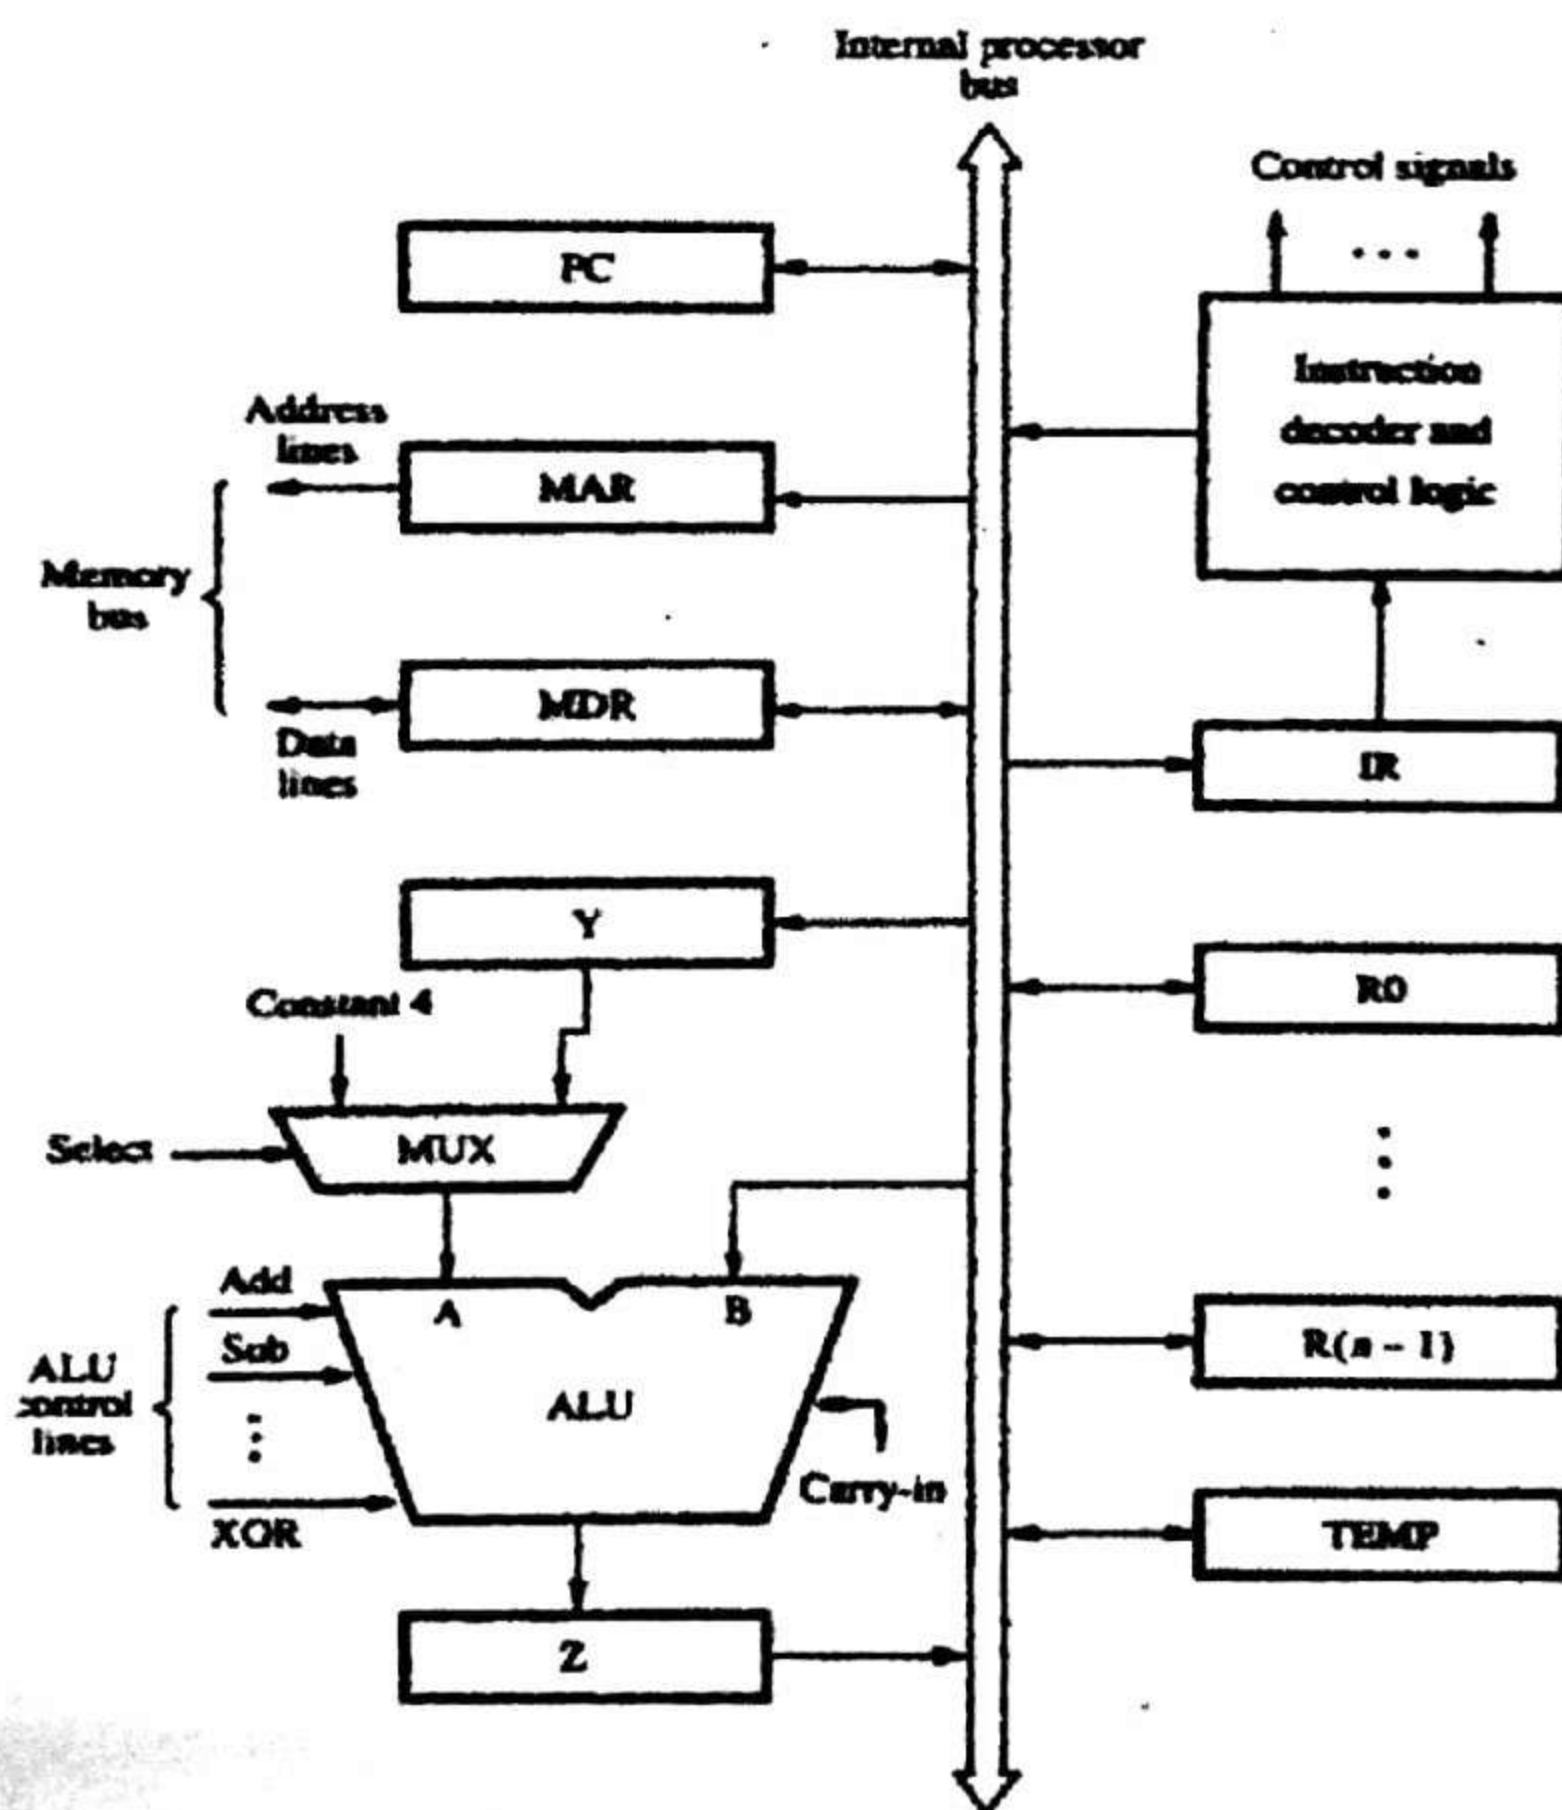 Internal processor
bus
Control signals
...
PC
Instruction
decoder and
control logic
Address
lines
MAR
Memory
bus
MDR
Data
lines
IR
Y
R0
Constant 4
Select
MUX
Add
A
B
Sub
ALU
control
lines
ALU
R(n - 1)
Carry-in
XOR
TEMP
Z